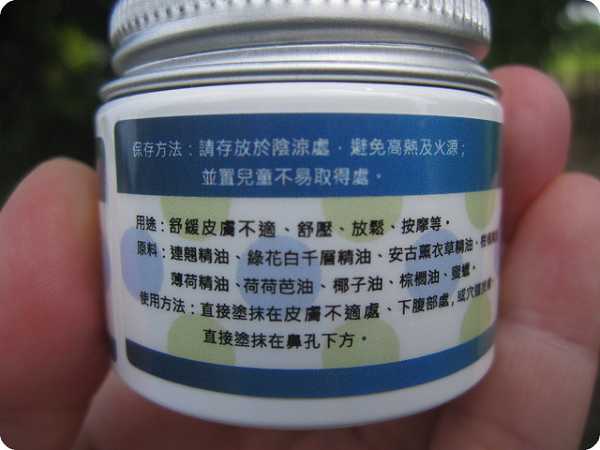 保存方法：請存放於陰涼處，避免高熱及火源；
並置兒童不易取得處。
用途：舒緩皮膚不適、舒壓、放鬆、按摩等。
原料：連翹精油、綠花白千層精油、安古薰衣草精油、
薄荷精油、荷荷芭油、椰子油、棕櫚油、蜜蠟。
使用方法：直接塗抹在皮膚不適處、下腹部處，或穴
直接塗抹在鼻孔下方。